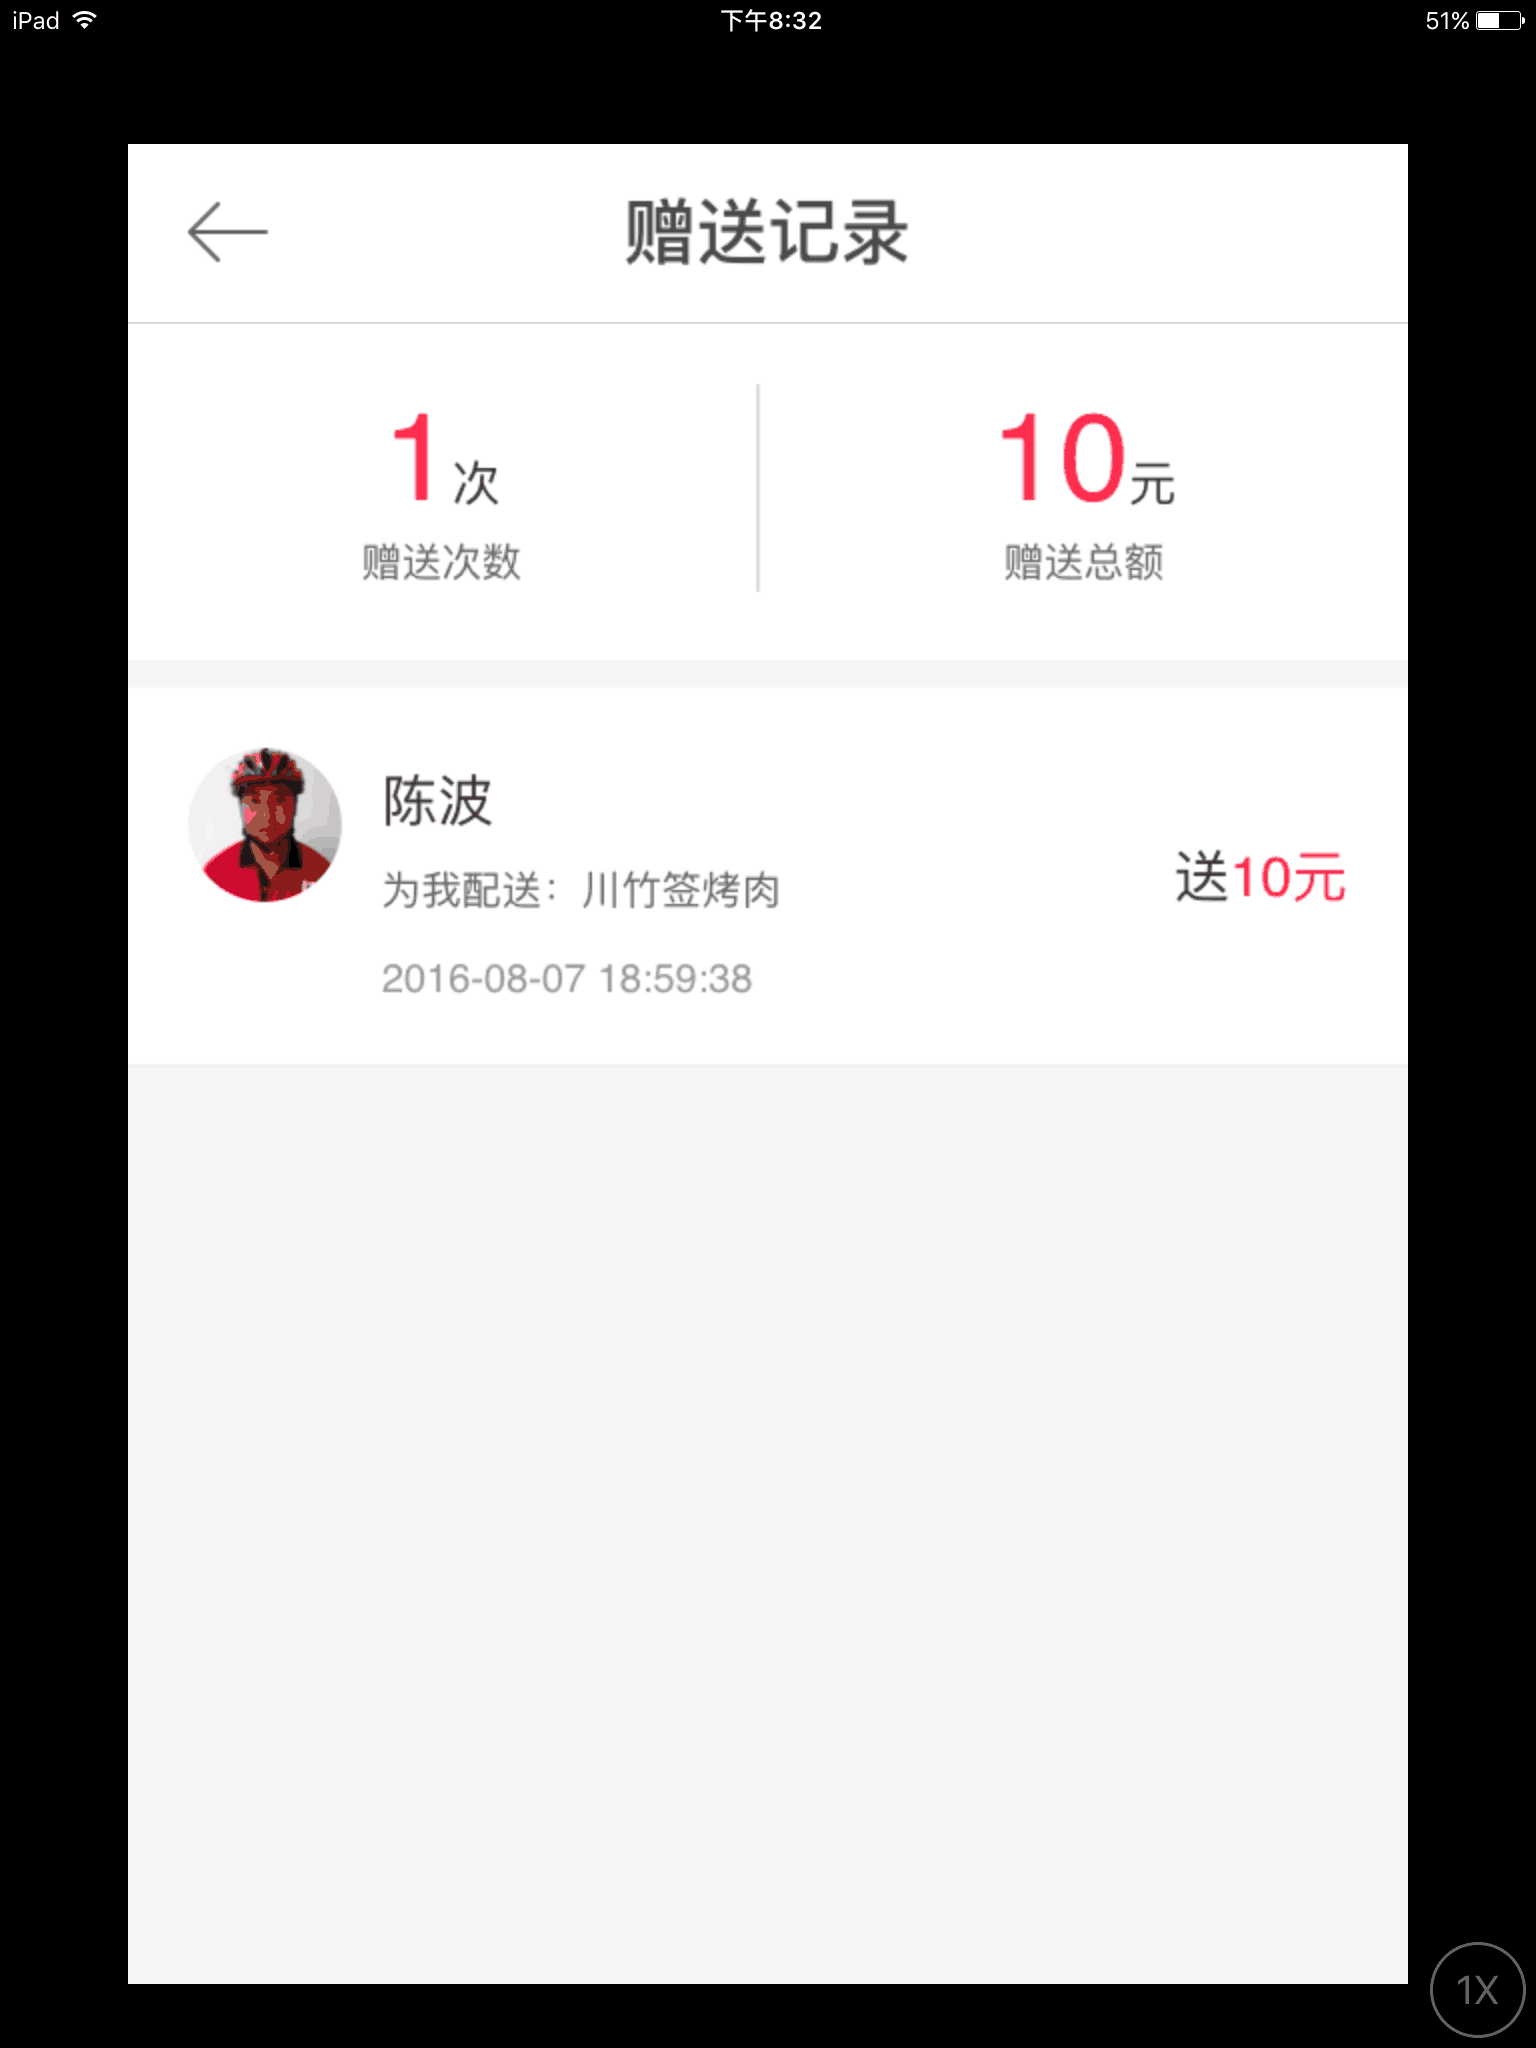 iPad 下午8:32 51%
赠送记录
1次 10元
赠送次数 赠送总额
陈波
为我配送：川竹签烤肉
送10元
2016-08-07 18:59:38
1X